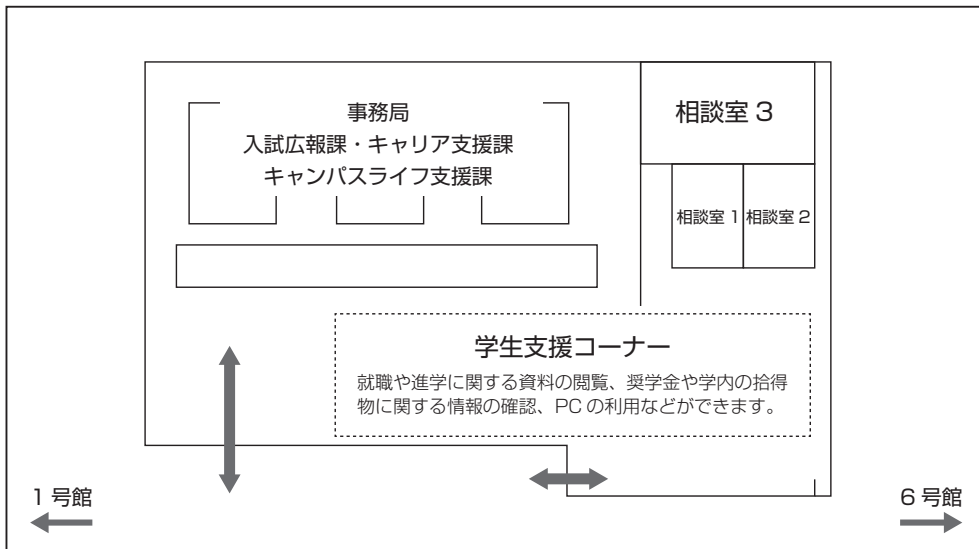 事務局
入試広報課・キャリア支援課
キャンパスライフ支援課
相談室 3
相談室 1
相談室 2
学生支援コーナー
就職や進学に関する資料の閲覧、奨学金や学内の拾得
物に関する情報の確認、PC の利用などができます。
1 号館
6 号館